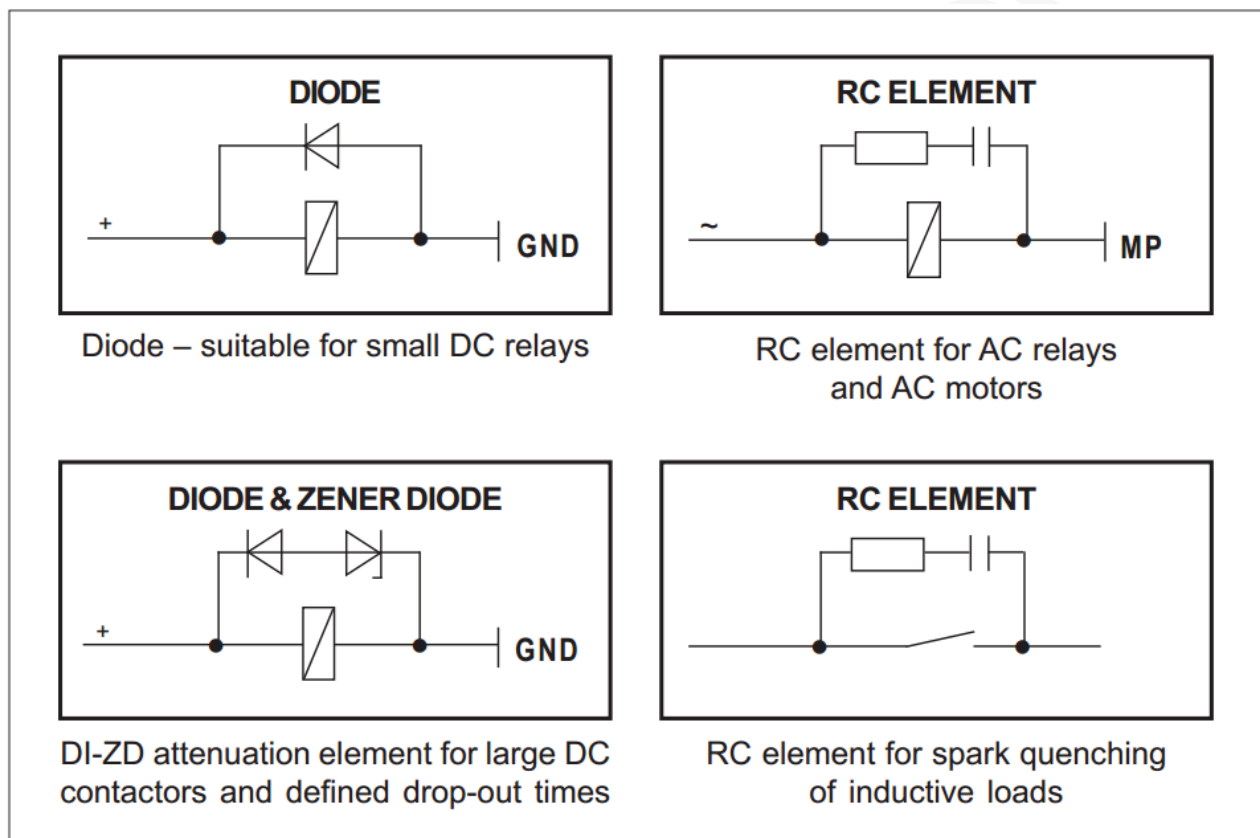 DIODE
+
GND
Diode – suitable for small DC relays
RC ELEMENT
~
MP
RC element for AC relays
and AC motors
DIODE & ZENER DIODE
+
GND
DI-ZD attenuation element for large DC
contactors and defined drop-out times
RC ELEMENT
RC element for spark quenching
of inductive loads